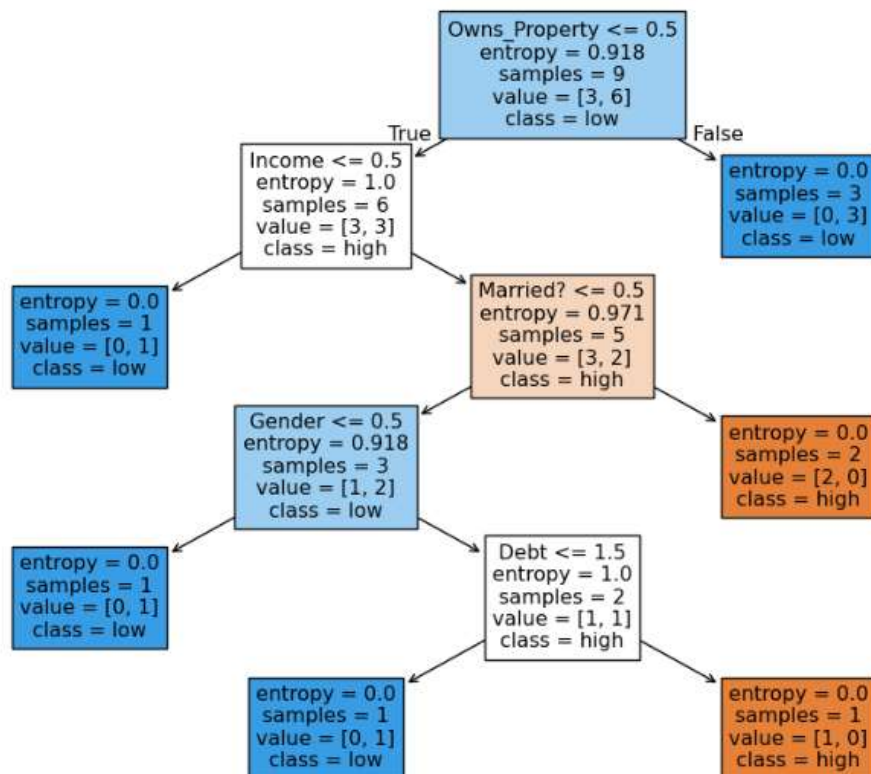 Owns_Property <= 0.5
entropy = 0.918
samples = 9
value = [3, 6]
class = low
True
False
Income <= 0.5
entropy = 1.0
samples = 6
value = [3, 3]
class = high
entropy = 0.0
samples = 3
value = [0, 3]
class = low
entropy = 0.0
samples = 1
value = [0, 1]
class = low
Married? <= 0.5
entropy = 0.971
samples = 5
value = [3, 2]
class = high
Gender <= 0.5
entropy = 0.918
samples = 3
value = [1, 2]
class = low
entropy = 0.0
samples = 2
value = [2, 0]
class = high
entropy = 0.0
samples = 1
value = [0, 1]
class = low
Debt <= 1.5
entropy = 1.0
samples = 2
value = [1, 1]
class = high
entropy = 0.0
samples = 1
value = [0, 1]
class = low
entropy = 0.0
samples = 1
value = [1, 0]
class = high